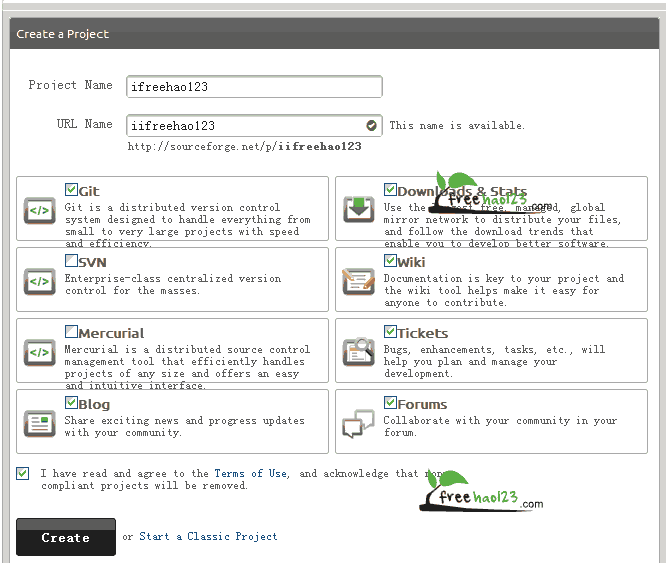 Create a Project
Project Name
ifreehao123
URL Name
iifreehao123
This name is available.
http://sourceforge.net/p/iifreehao123
Git
Git is a distributed version control
system designed to handle everything from
small to very large projects with speed
and efficiency.
Downloads & Stats
Use the largest free, managed, global
mirror network to distribute your files,
and follow the download trends that
enable you to develop better software.
freehao123
.com
SVN
Enterprise-class centralized version
control for the masses.
Wiki
Documentation is key to your project and
the wiki tool helps make it easy for
anyone to contribute.
Mercurial
Mercurial is a distributed source control
management tool that efficiently handles
projects of any size and offers an easy
and intuitive interface.
Tickets
Bugs, enhancements, tasks, etc., will
help you plan and manage your
development.
Blog
Share exciting news and progress updates
with your community.
Forums
Collaborate with your community in your
forum.
I have read and agree to the Terms of Use, and acknowledge that non-
compliant projects will be removed.
freehao123
.com
Create
or Start a Classic Project